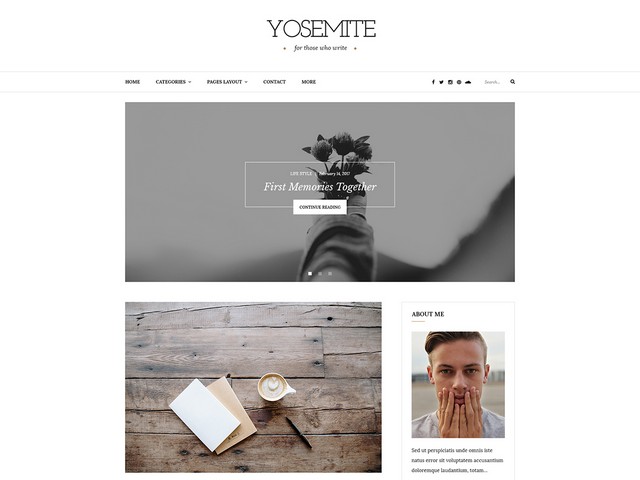 YOSEMITE
for those who write
HOME CATEGORIES PAGES LAYOUT CONTACT MORE Search...
LIFE STYLE | February 14, 2017
First Memories Together
CONTINUE READING
ABOUT ME
Sed ut perspiciatis unde omnis iste
natus error sit voluptatem accusantium
doloremque laudantium, totam...